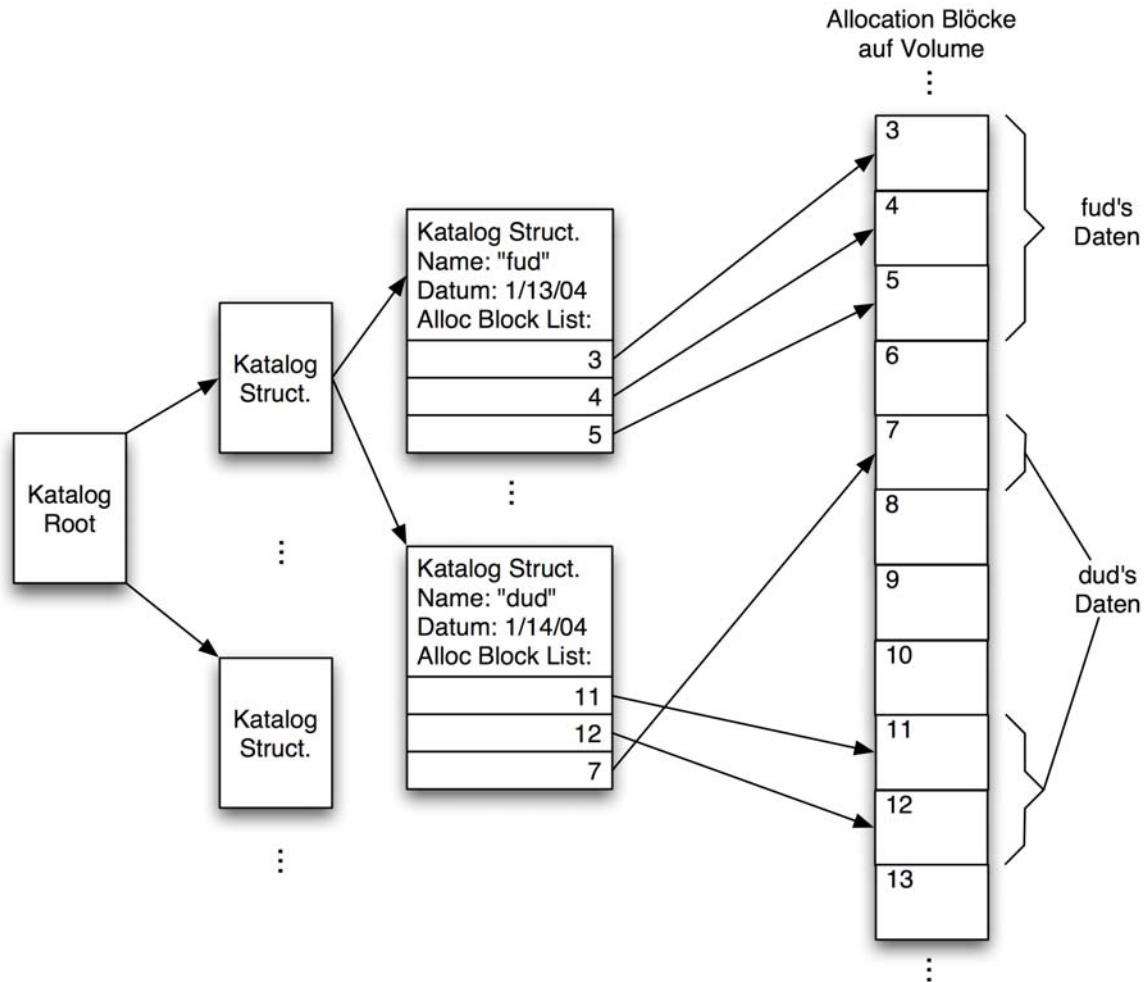 Allocation Blöcke
auf Volume
Katalog
Root
Katalog
Struct.
Katalog
Struct.
Katalog Struct.
Name: "fud"
Datum: 1/13/04
Alloc Block List:
3
4
5
Katalog Struct.
Name: "dud"
Datum: 1/14/04
Alloc Block List:
11
12
7
3
4
5
6
7
8
9
10
11
12
13
fud's
Daten
dud's
Daten